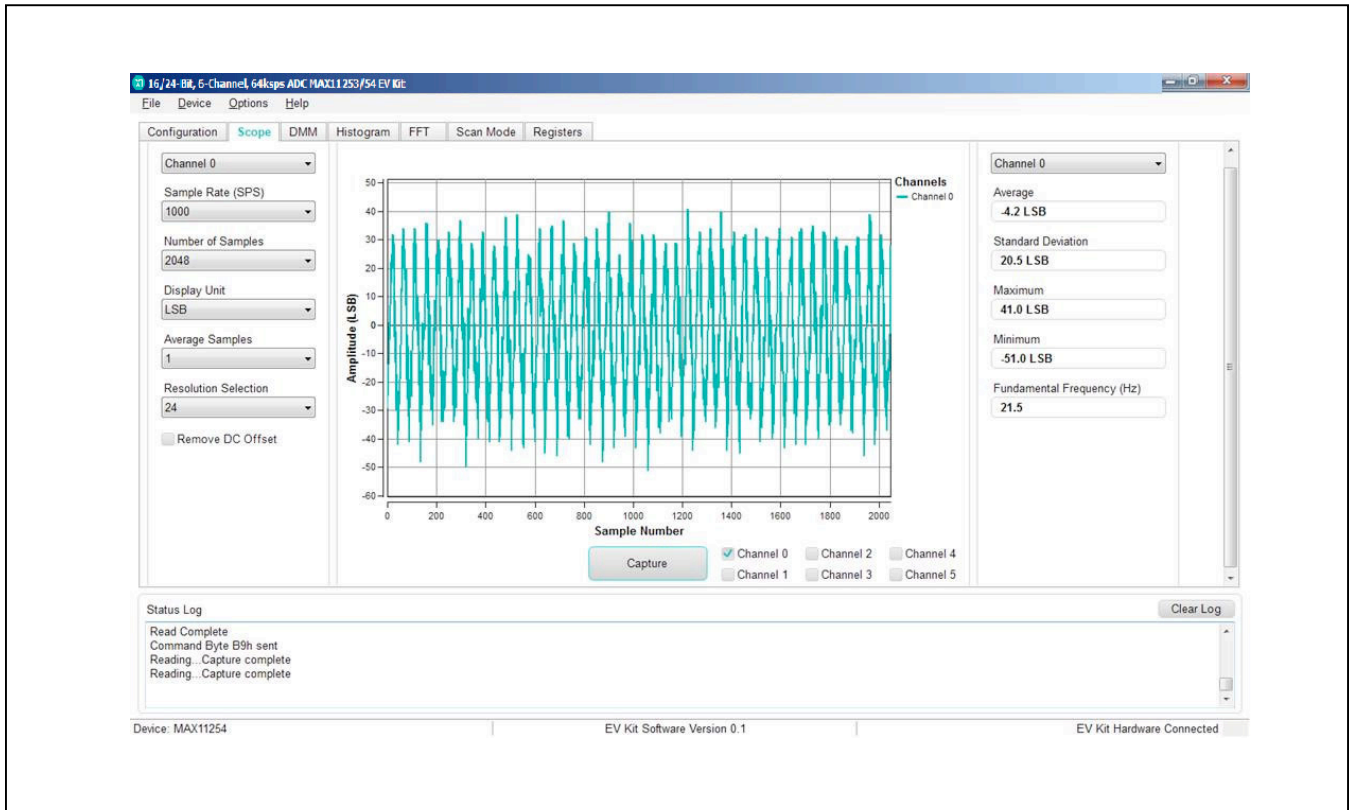 16/24-Bit, 6-Channel, 64ksps ADC MAX11253/54 EV Kit
File Device Options Help
Configuration Scope DMM Histogram FFT Scan Mode Registers
Channel 0
Sample Rate (SPS)
1000
Number of Samples
2048
Display Unit
LSB
Average Samples
1
Resolution Selection
24
Remove DC Offset
50
40
30
20
10
0
-10
-20
-30
-40
-50
-60
Amplitude (LSB)
0 200 400 600 800 1000 1200 1400 1600 1800 2000
Sample Number
Channels
Channel 0
Capture
Channel 0 Channel 2 Channel 4
Channel 1 Channel 3 Channel 5
Channel 0
Average
-4.2 LSB
Standard Deviation
20.5 LSB
Maximum
41.0 LSB
Minimum
-51.0 LSB
Fundamental Frequency (Hz)
21.5
Status Log
Clear Log
Read Complete
Command Byte B9h sent
Reading...Capture complete
Reading...Capture complete
Device: MAX11254 EV Kit Software Version 0.1 EV Kit Hardware Connected